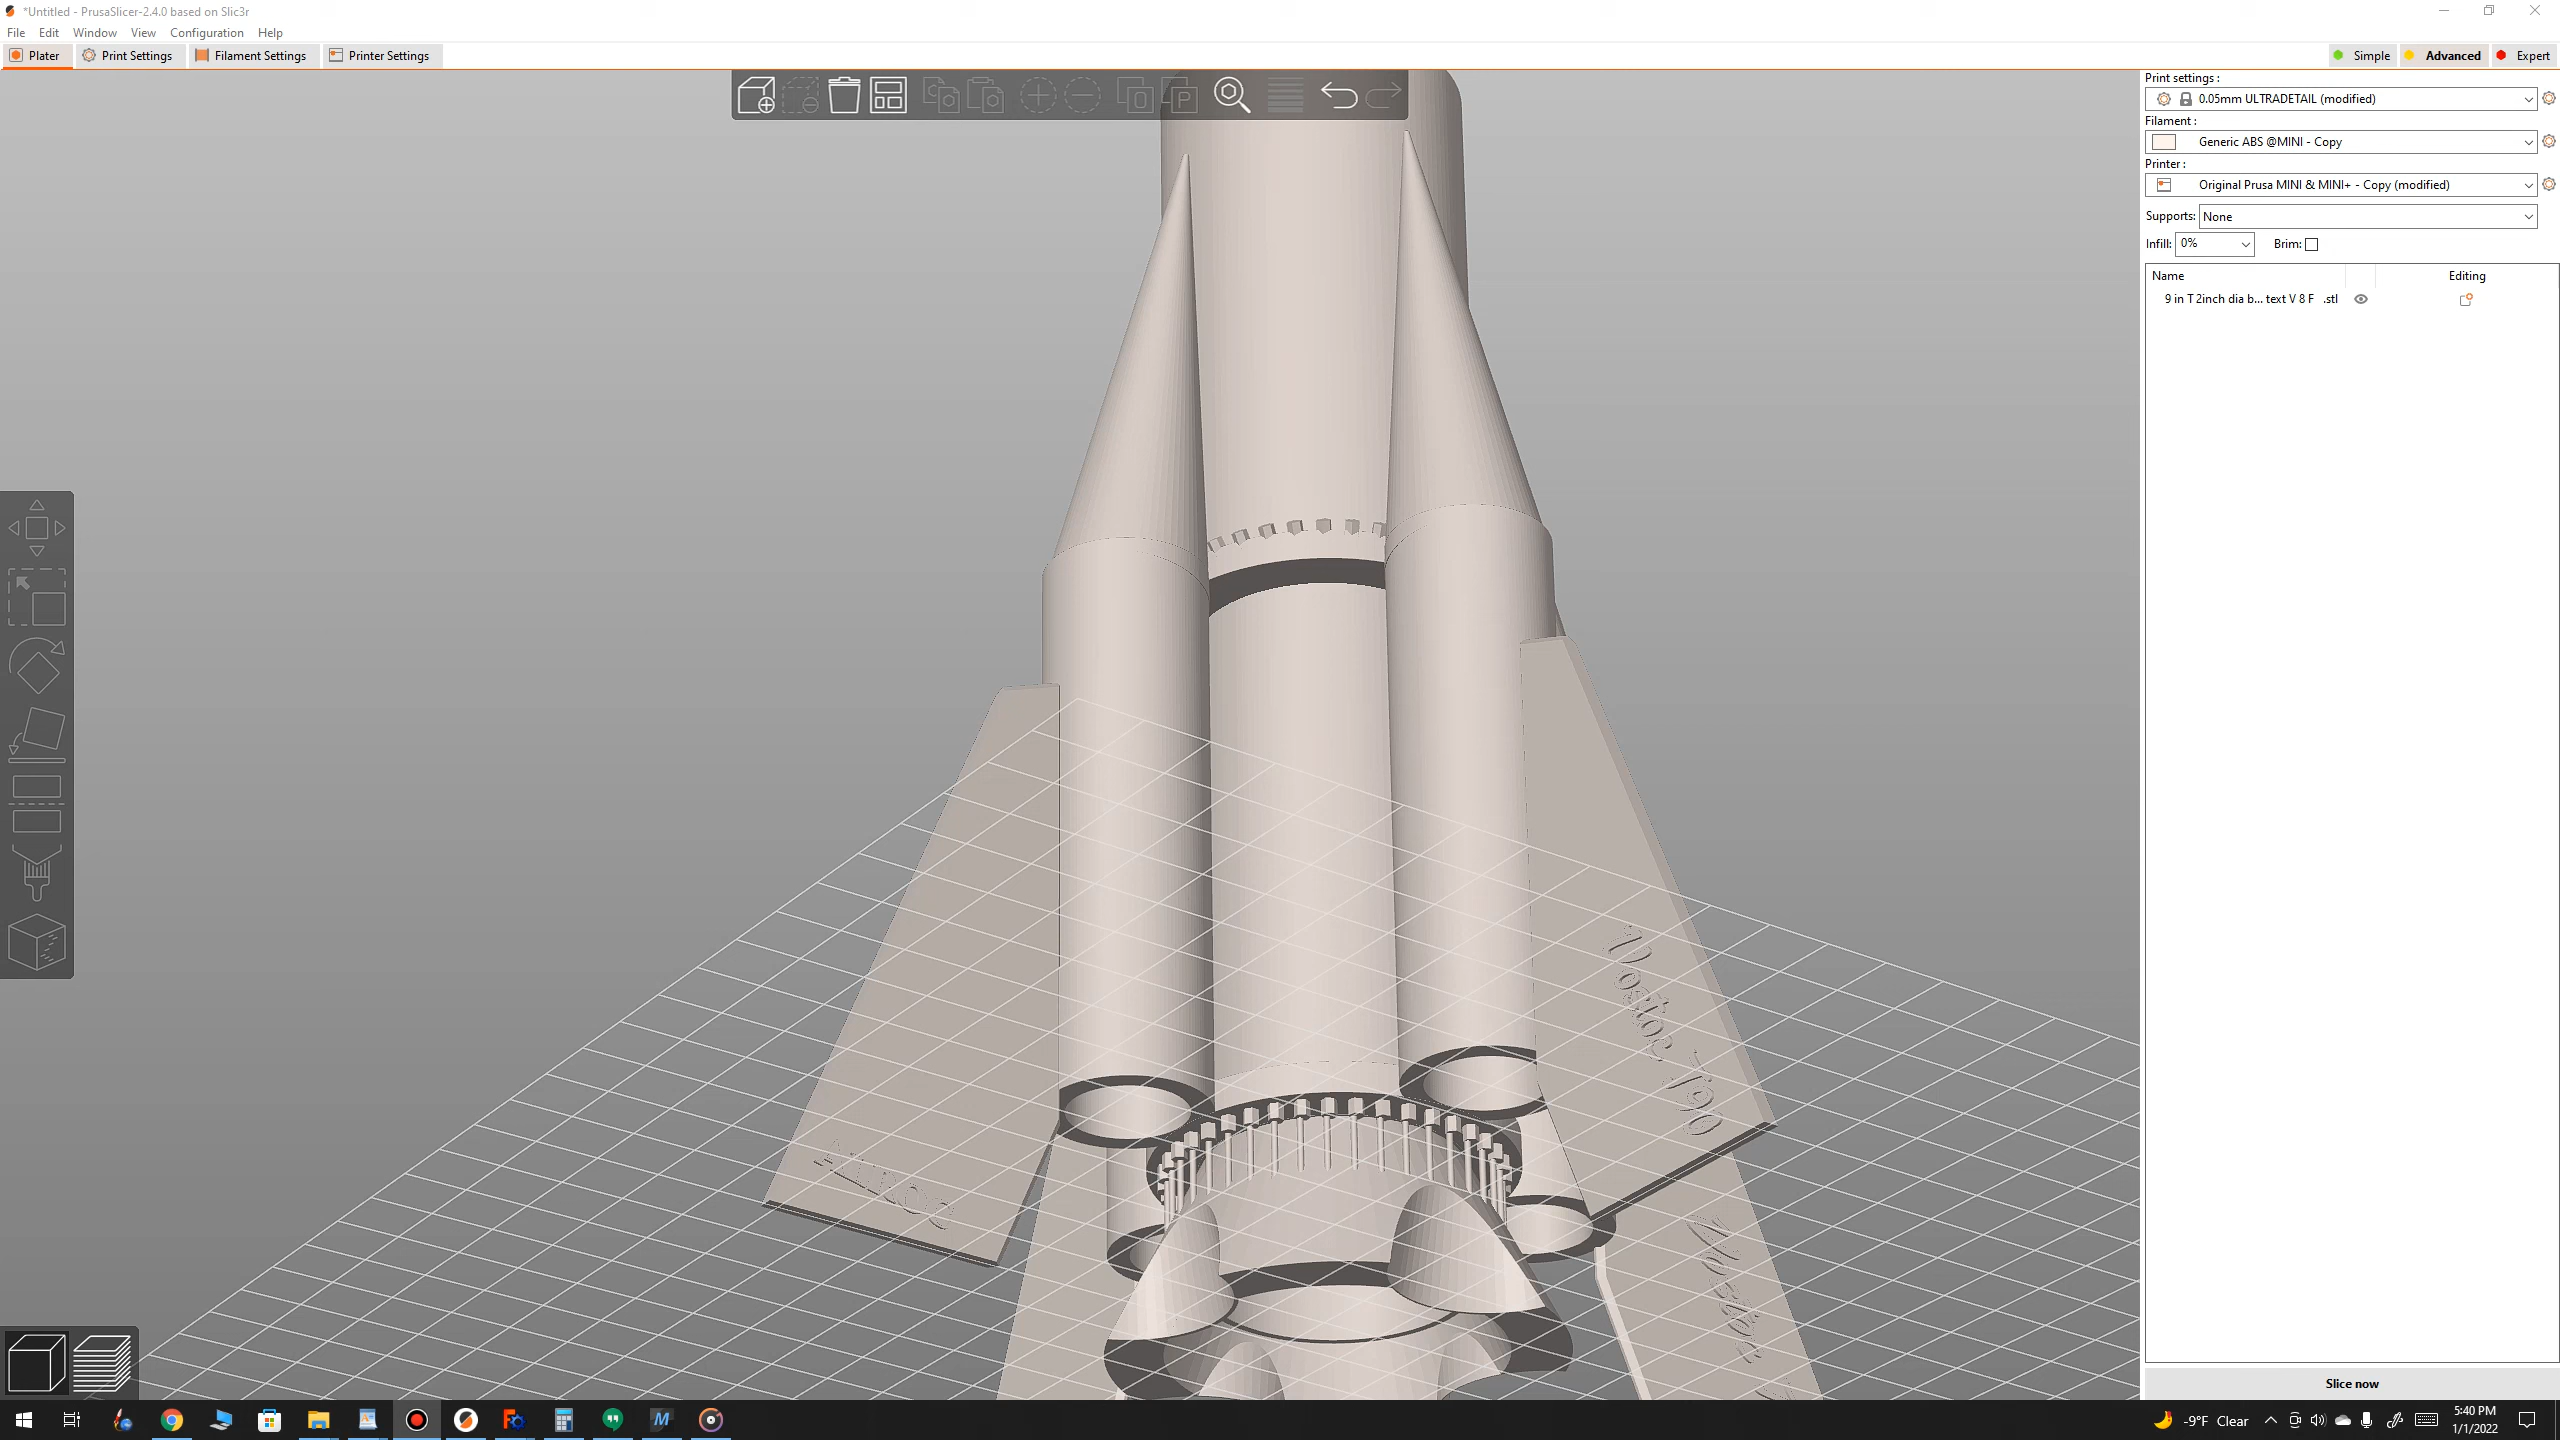 *Untitled - PrusaSlicer-2.4.0 based on Slic3r
File Edit Window View Configuration Help
Plater Print Settings Filament Settings Printer Settings
Simple Advanced Expert
Print settings :
0.05mm ULTRADETAIL (modified)
Filament :
Generic ABS @MINI - Copy
Printer :
Original Prusa MINI & MINI+ - Copy (modified)
Supports: None
Infill: 0% Brim:
Name Editing
9 in T 2inch dia b... text V 8 F .stl
Slice now
-9°F Clear
5:40 PM
1/1/2022